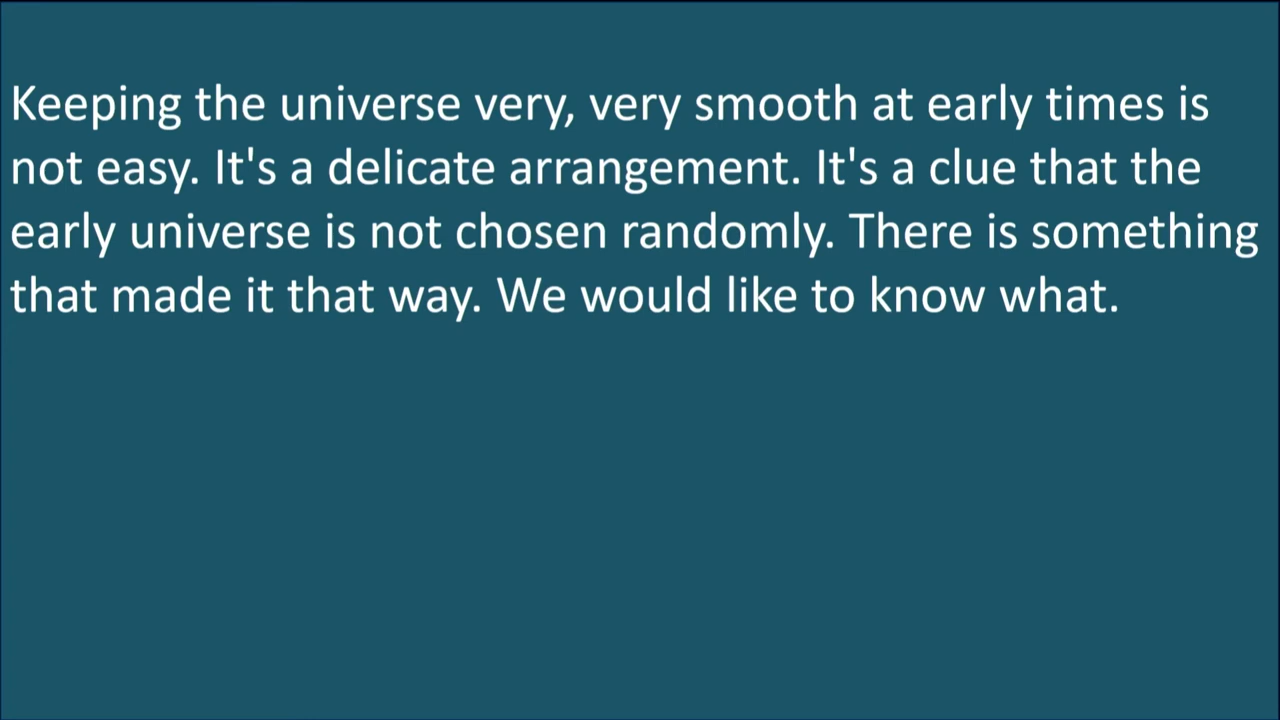 Keeping the universe very, very smooth at early times is
not easy. It's a delicate arrangement. It's a clue that the
early universe is not chosen randomly. There is something
that made it that way. We would like to know what.